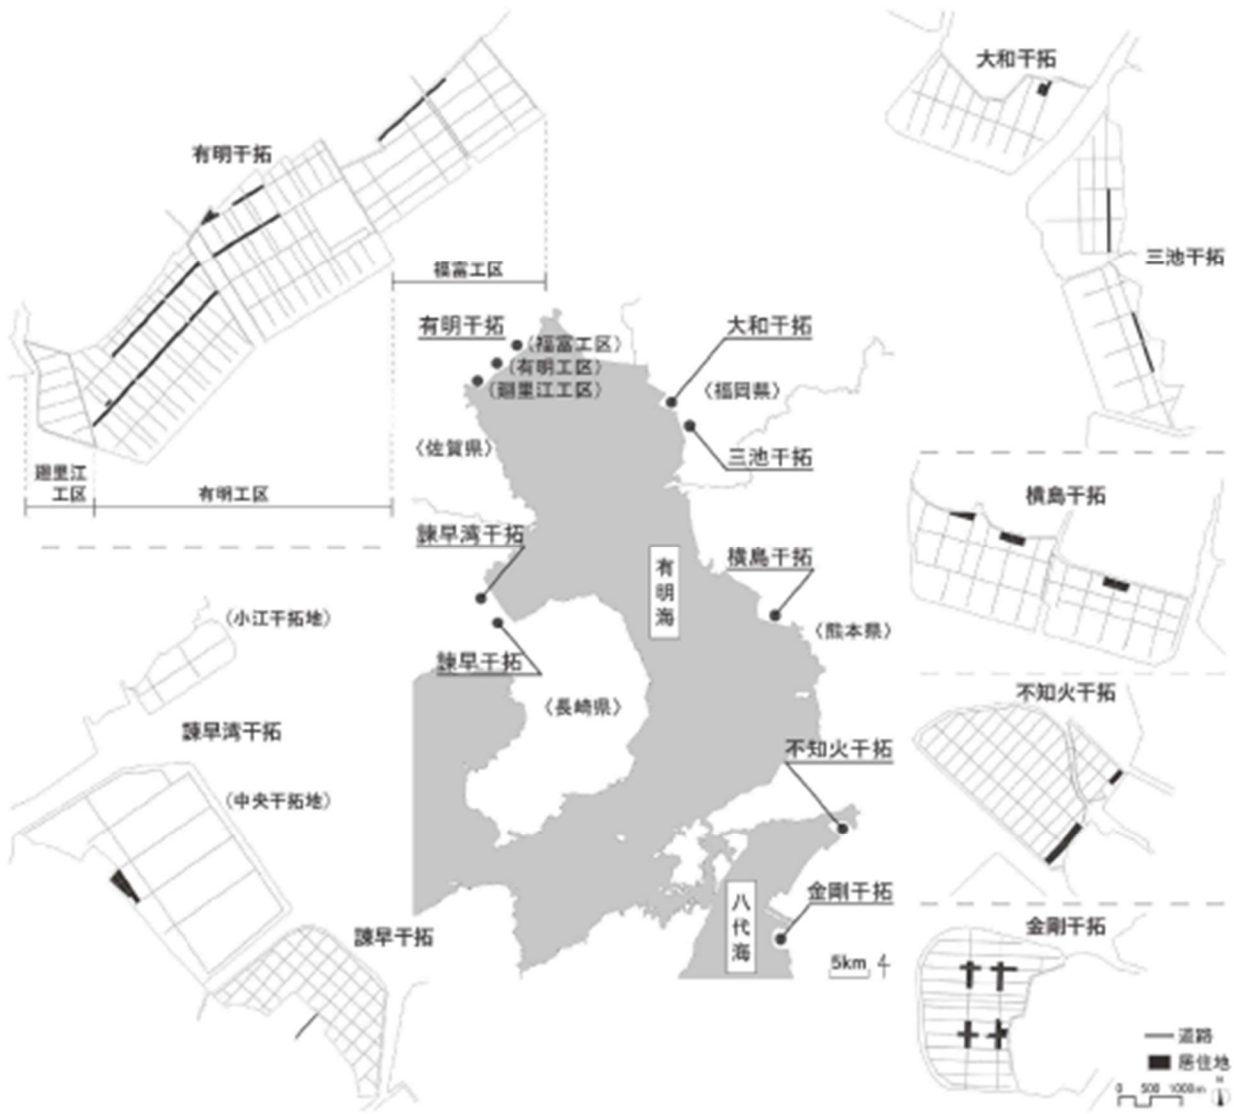 有明干拓
福富工区
廻里江
工区
有明工区
大和干拓
三池干拓
有明干拓
(福富工区)
(有明工区)
(廻里江工区)
〈佐賀県〉
大和干拓
〈福岡県〉
三池干拓
諫早湾干拓
諫早干拓
〈長崎県〉
有明海
横島干拓
〈熊本県〉
不知火干拓
八代海
金剛干拓
5km
(小江干拓地)
諫早湾干拓
(中央干拓地)
諫早干拓
横島干拓
不知火干拓
金剛干拓
道路
居住地
0 500 1000m
N